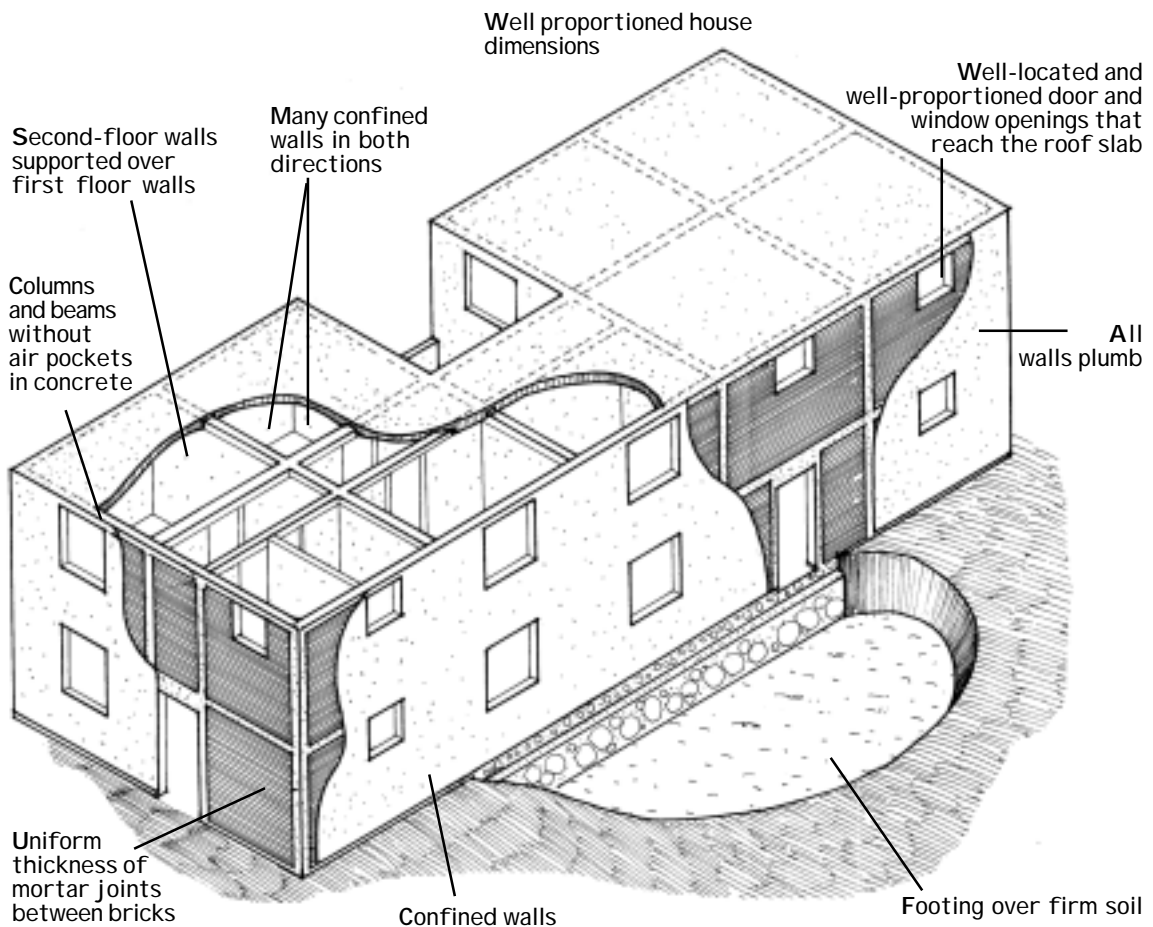 Well proportioned house
dimensions
Well-located and
well-proportioned door and
window openings that
reach the roof slab
Many confined
walls in both
directions
Second-floor walls
supported over
first floor walls
Columns
and beams
without
air pockets
in concrete
All
walls plumb
Uniform
thickness of
mortar joints
between bricks
Confined walls
Footing over firm soil